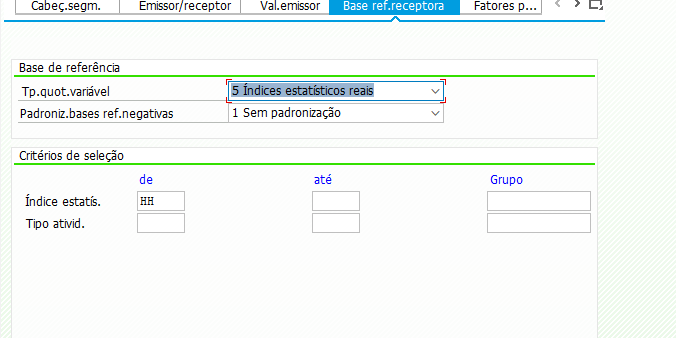 Cabeç.segm. Emissor/receptor Val.emissor Base ref.receptora Fatores p...
Base de referência
Tp.quot.variável 5 Índices estatísticos reais
Padroniz.bases ref.negativas 1 Sem padronização
Critérios de seleção
de até Grupo
Índice estatís. HH
Tipo ativid.